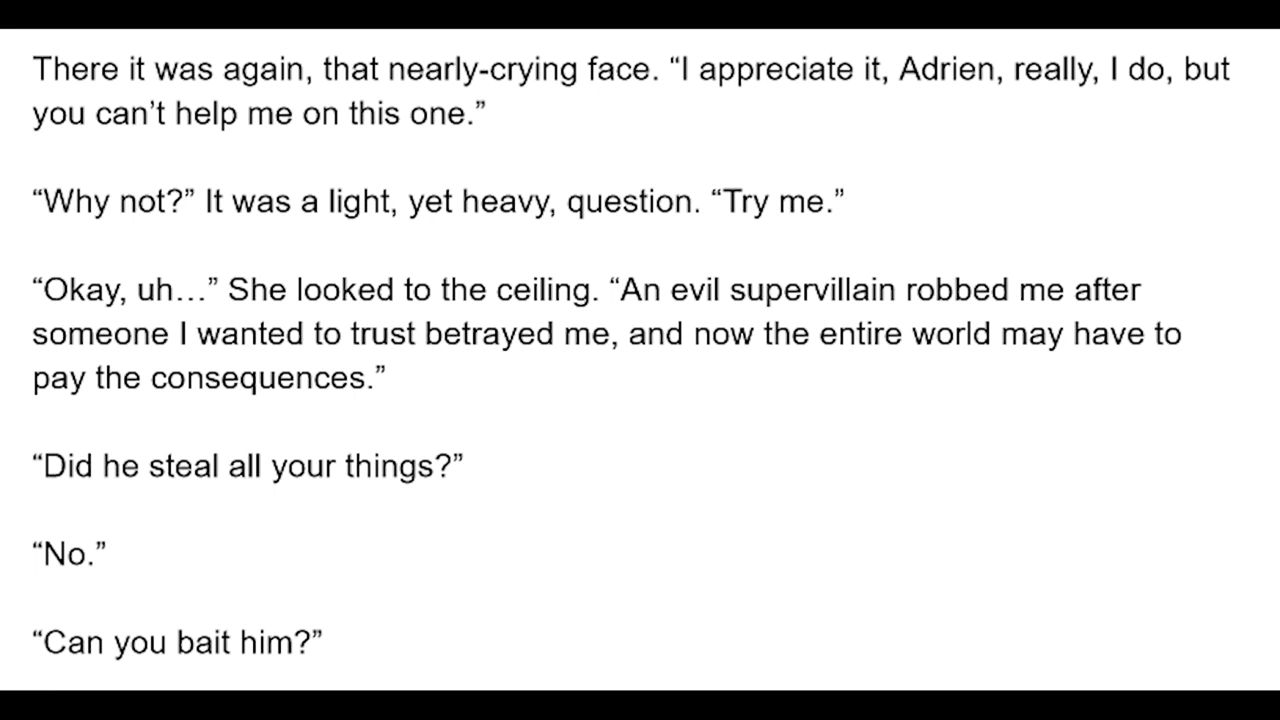 There it was again, that nearly-crying face. “I appreciate it, Adrien, really, I do, but
you can’t help me on this one.”
“Why not?” It was a light, yet heavy, question. “Try me.”
“Okay, uh…” She looked to the ceiling. “An evil supervillain robbed me after
someone I wanted to trust betrayed me, and now the entire world may have to
pay the consequences.”
“Did he steal all your things?”
“No.”
“Can you bait him?”